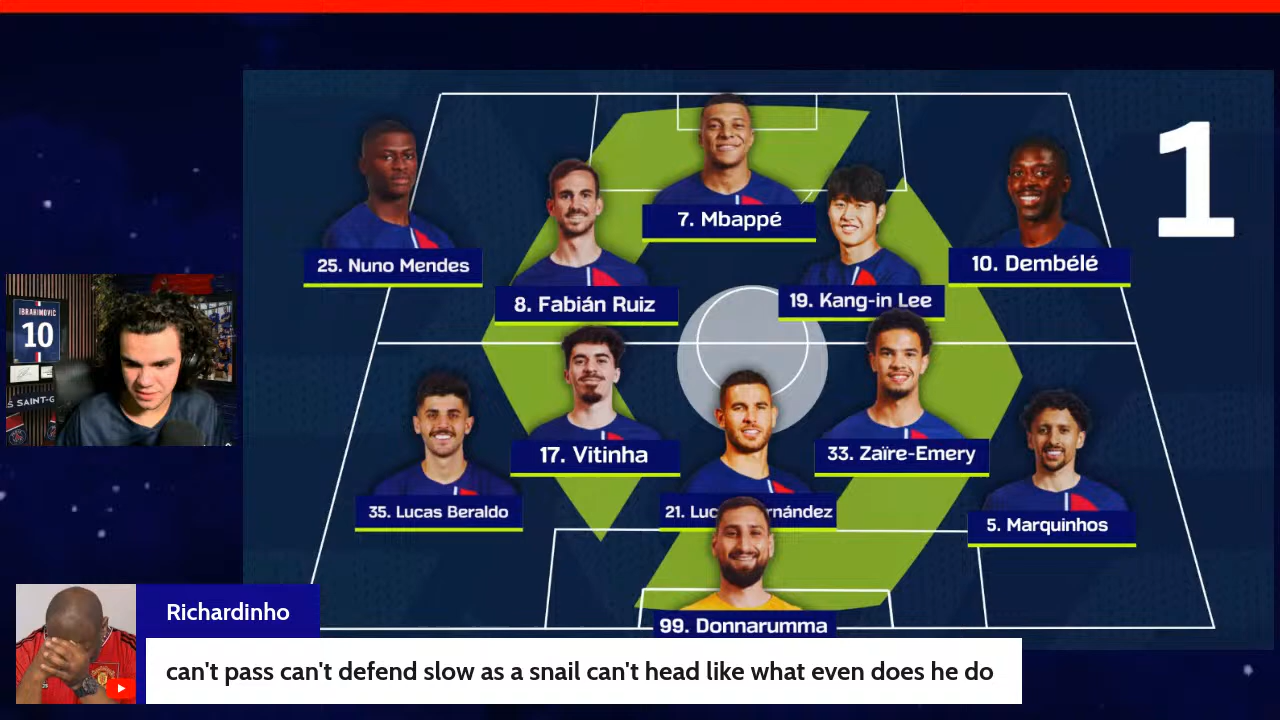 1
7. Mbappé
25. Nuno Mendes
10. Dembélé
8. Fabián Ruiz
19. Kang-in Lee
IBRAHIMOVIĆ
10
17. Vitinha
33. Zaïre-Emery
35. Lucas Beraldo
21.
5. Marquinhos
99. Donnarumma
Richardinho
can't pass can't defend slow as a snail can't head like what even does he do